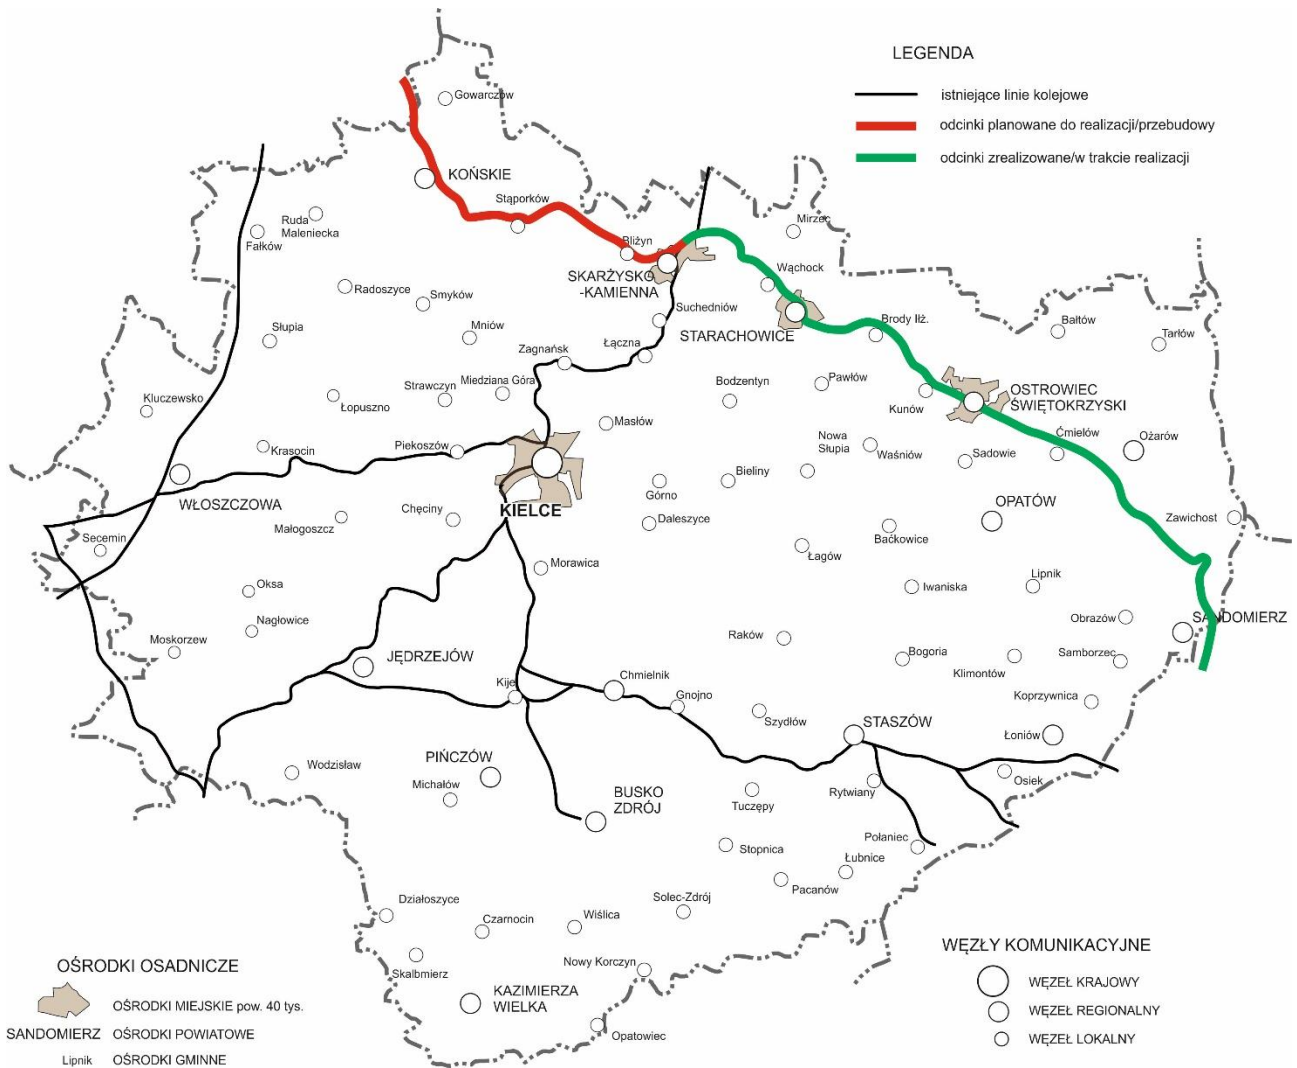 LEGENDA
istniejące linie kolejowe
odcinki planowane do realizacji/przebudowy
odcinki zrealizowane/w trakcie realizacji
Gowarczów
KOŃSKIE
Stąporków
Ruda
Maleniecka
Fałków
Mirzec
Bliżyn
SKARŻYSKO
-KAMIENNA
Wąchock
Radoszyce
Smyków
Suchedniów
STARACHOWICE
Brody Iłż.
Bałtów
Tarłów
Słupia
Mniów
Łączna
Zagnańsk
Strawczyn
Miedziana Góra
Bodzentyn
Pawłów
Kunów
OSTROWIEC
ŚWIĘTOKRZYSKI
Kluczewsko
Łopuszno
Masłów
Krasocin
Piekoszów
Nowa
Słupia
Waśniów
Sadowie
Ćmielów
Ożarów
WŁOSZCZOWA
KIELCE
Górno
Bieliny
Małogoszcz
Chęciny
Daleszyce
OPATÓW
Zawichost
Secemin
Baćkowice
Łagów
Morawica
Oksa
Iwaniska
Lipnik
Nagłowice
Obrazów
SANDOMIERZ
Moskorzew
Raków
Bogoria
Klimontów
Samborzec
JĘDRZEJÓW
Kije
Chmielnik
Gnojno
Koprzywnica
Szydłów
STASZÓW
Łoniów
PIŃCZÓW
Wodzisław
Michałów
BUSKO
ZDRÓJ
Tuczępy
Rytwiany
Osiek
Połaniec
Stopnica
Łubnice
Pacanów
Działoszyce
Czarnocin
Wiślica
Solec-Zdrój
Skalbmierz
Nowy Korczyn
KAZIMIERZA
WIELKA
Opatowiec
OŚRODKI OSADNICZE
OŚRODKI MIEJSKIE pow. 40 tys.
SANDOMIERZ OŚRODKI POWIATOWE
Lipnik OŚRODKI GMINNE
WĘZŁY KOMUNIKACYJNE
WĘZEŁ KRAJOWY
WĘZEŁ REGIONALNY
WĘZEŁ LOKALNY